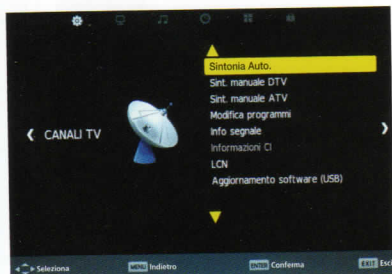 Sintonia Auto.
Sint. manuale DTV
Sint. manuale ATV
Modifica programmi
Info segnale
Informazioni CI
LCN
Aggiornamento software (USB)
CANALI TV
Seleziona MENU Indietro ENTER Conferma EXIT Esci